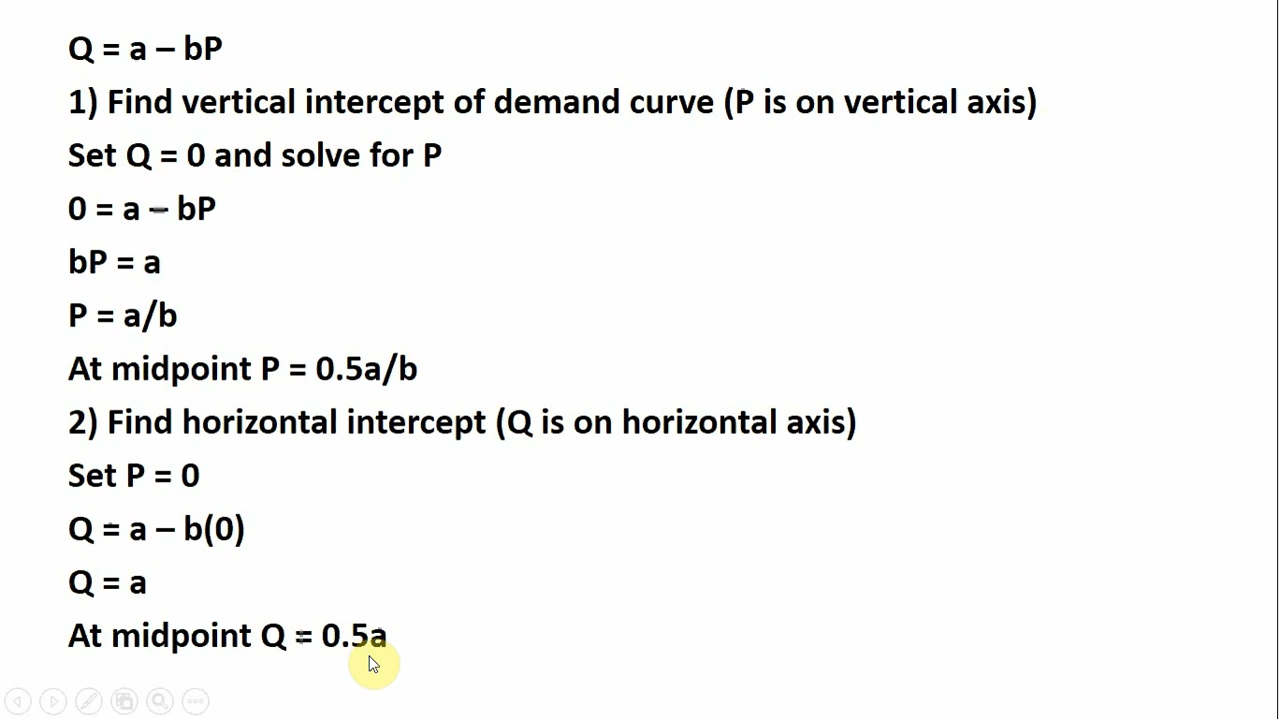 Q = a – bP
1) Find vertical intercept of demand curve (P is on vertical axis)
Set Q = 0 and solve for P
0 = a – bP
bP = a
P = a/b
At midpoint P = 0.5a/b
2) Find horizontal intercept (Q is on horizontal axis)
Set P = 0
Q = a – b(0)
Q = a
At midpoint Q = 0.5a